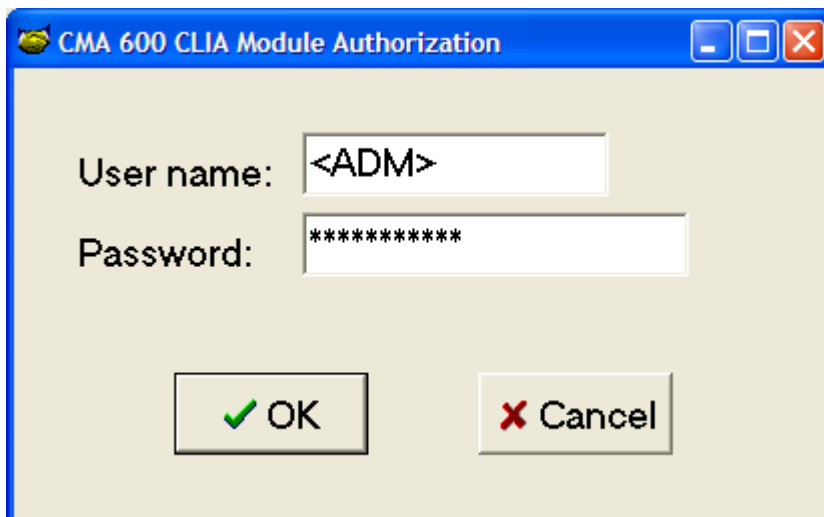 CMA 600 CLIA Module Authorization
User name: <ADM>
Password: ***********
OK Cancel